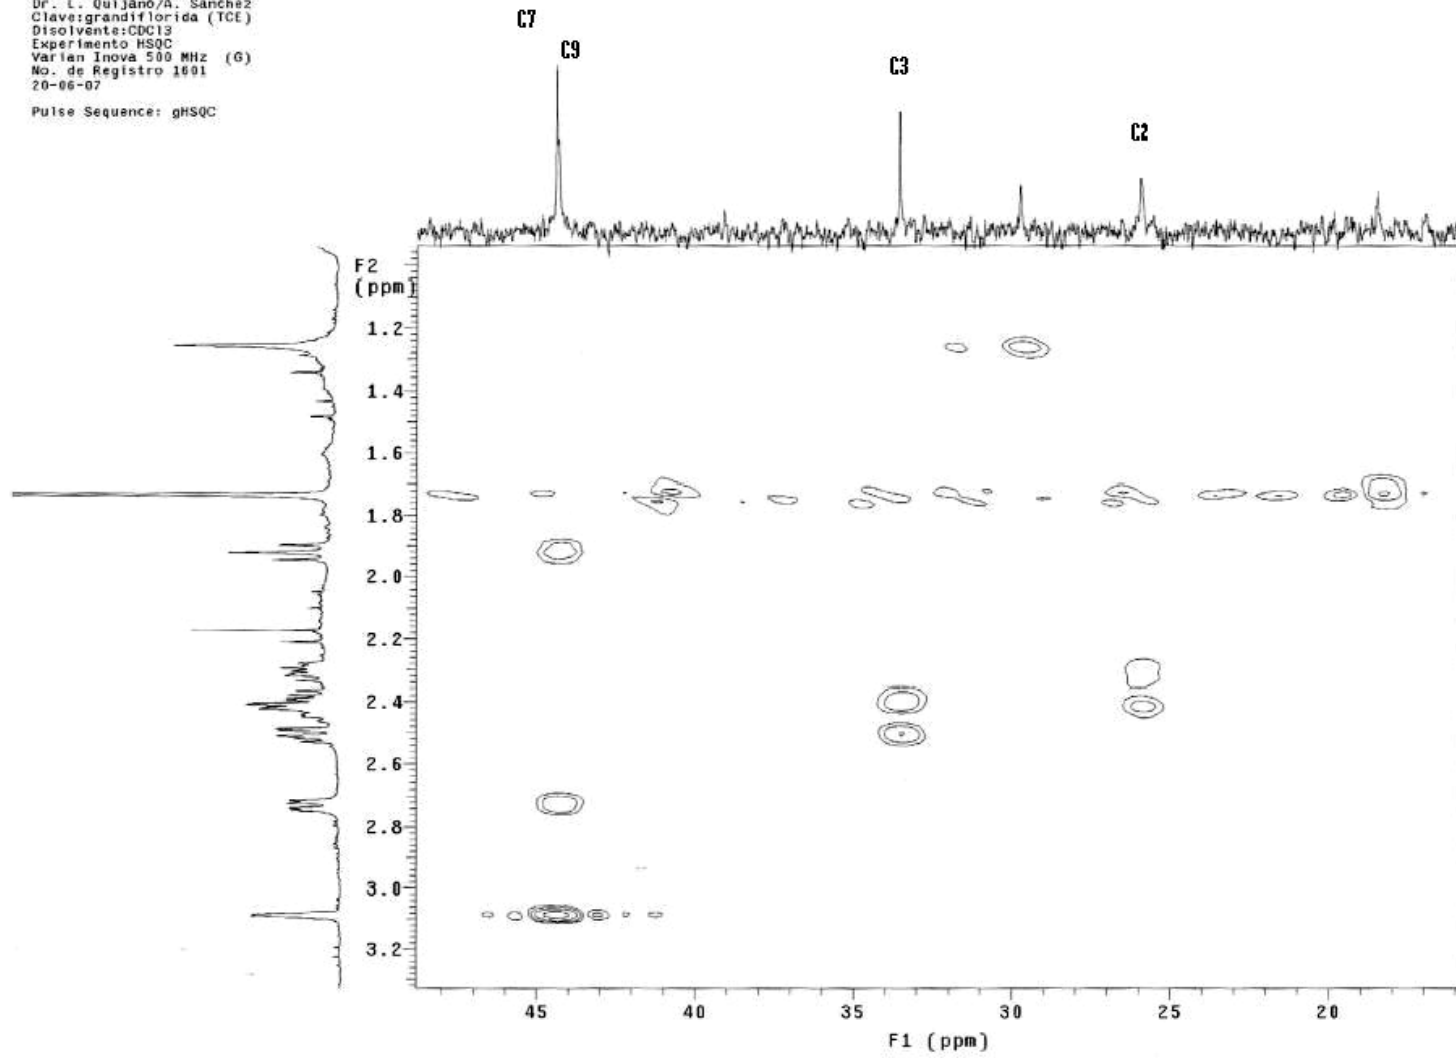 Dr. L. Quijano/A. Sanchez
Clave:grandiflorida (TCE)
Disolvente:CDCl3
Experimento HSQC
Varian Inova 500 MHz (G)
No. de Registro 1601
20-06-07
Pulse Sequence: gHSQC
C7
C9
C3
C2
F2
(ppm)
1.2
1.4
1.6
1.8
2.0
2.2
2.4
2.6
2.8
3.0
3.2
45 40 35 30 25 20
F1 (ppm)